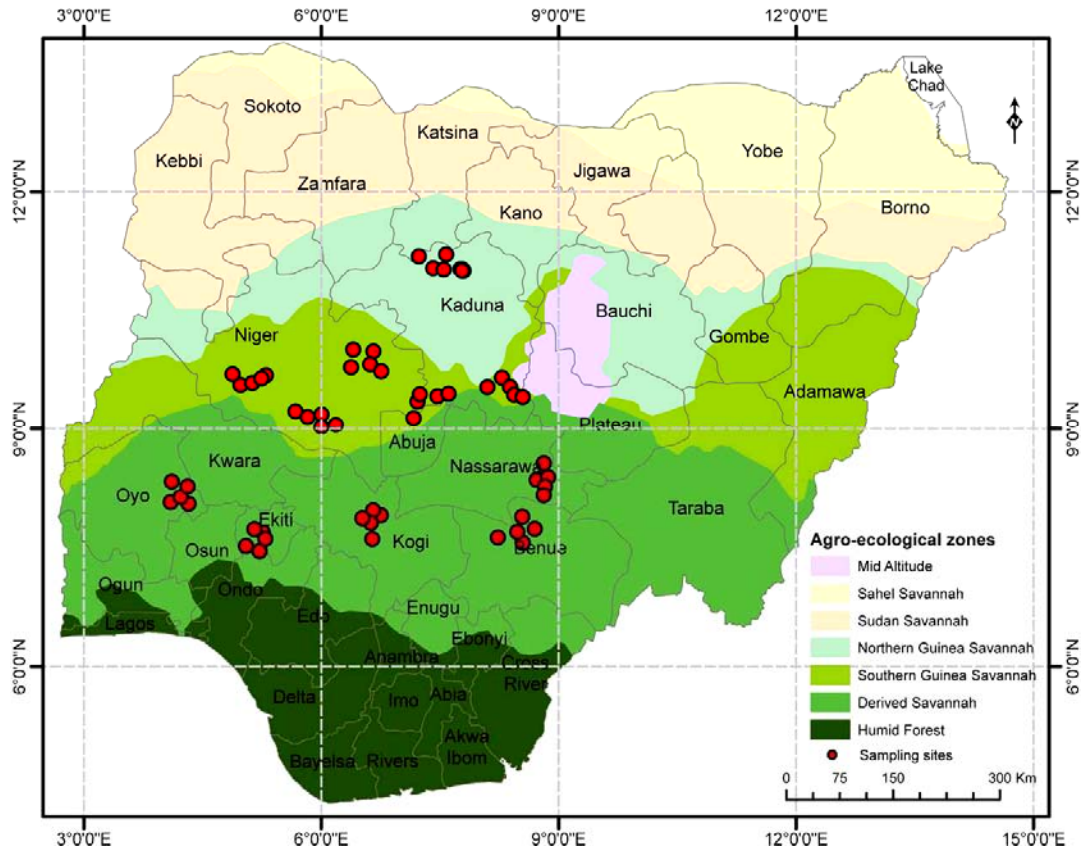 3°0'0"E 6°0'0"E 9°0'0"E 12°0'0"E
Lake
Chad
N
Sokoto
Katsina
Yobe
Kebbi
Jigawa
Zamfara
12°0'0"N 12°0'0"N
Kano
Borno
Kaduna
Bauchi
Niger
Gombe
Adamawa
Plateau
9°0'0"N 9°0'0"N
Abuja
Kwara
Nassarawa
Oyo
Taraba
Ekiti
Kogi
Benue
Osun
Ogun
Ondo
Enugu
Lagos
Edo
Ebonyi
Anambra
Cross
River
6°0'0"N 6°0'0"N
Delta
Imo
Abia
Akwa
Ibom
Bayelsa
Rivers
Agro-ecological zones
Mid Altitude
Sahel Savannah
Sudan Savannah
Northern Guinea Savannah
Southern Guinea Savannah
Derived Savannah
Humid Forest
Sampling sites
0 75 150 300 Km
3°0'0"E 6°0'0"E 9°0'0"E 12°0'0"E 15°0'0"E